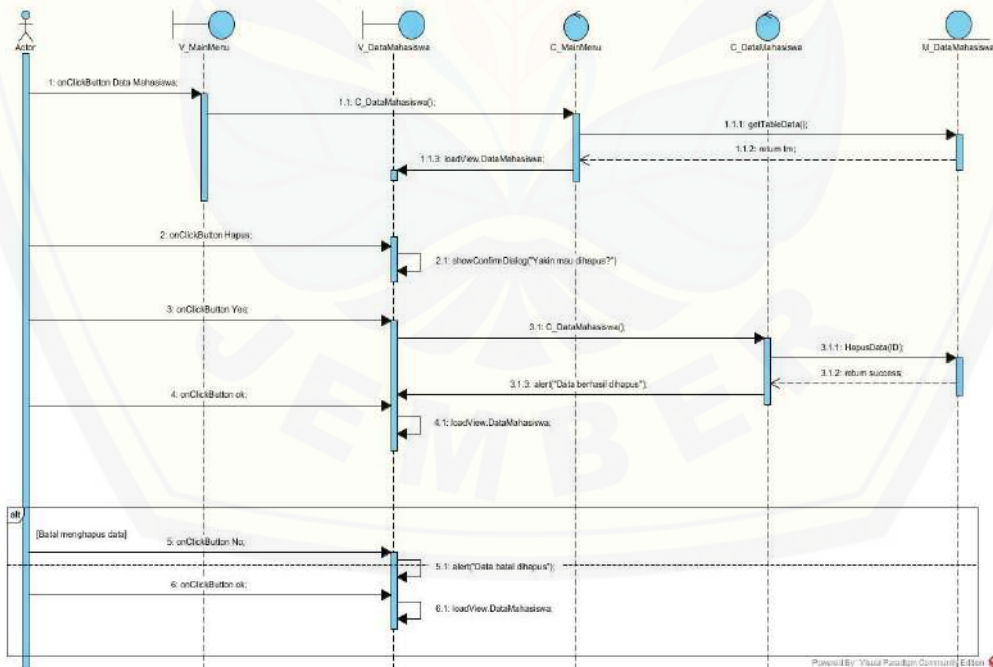 Actor
V_MainMenu
V_DataMahasiswa
C_MainMenu
C_DataMahasiswa
M_DataMahasiswa
1: onClickButton Data Mahasiswa;
1.1: C_DataMahasiswa();
1.1.1: getTableData();
1.1.2: return tm;
1.1.3: loadView.DataMahasiswa;
2: onClickButton Hapus;
2.1: showConfirmDialog("Yakin mau dihapus?")
3: onClickButton Yes;
3.1: C_DataMahasiswa();
3.1.1: HapusData(ID);
3.1.2: return success;
3.1.3: alert("Data berhasil dihapus");
4: onClickButton ok;
4.1: loadView.DataMahasiswa;
alt
[Batal menghapus data]
5: onClickButton No;
5.1: alert("Data batal dihapus");
6: onClickButton ok;
6.1: loadView.DataMahasiswa;
JEMBER
Powered By Visual Paradigm Community Edition